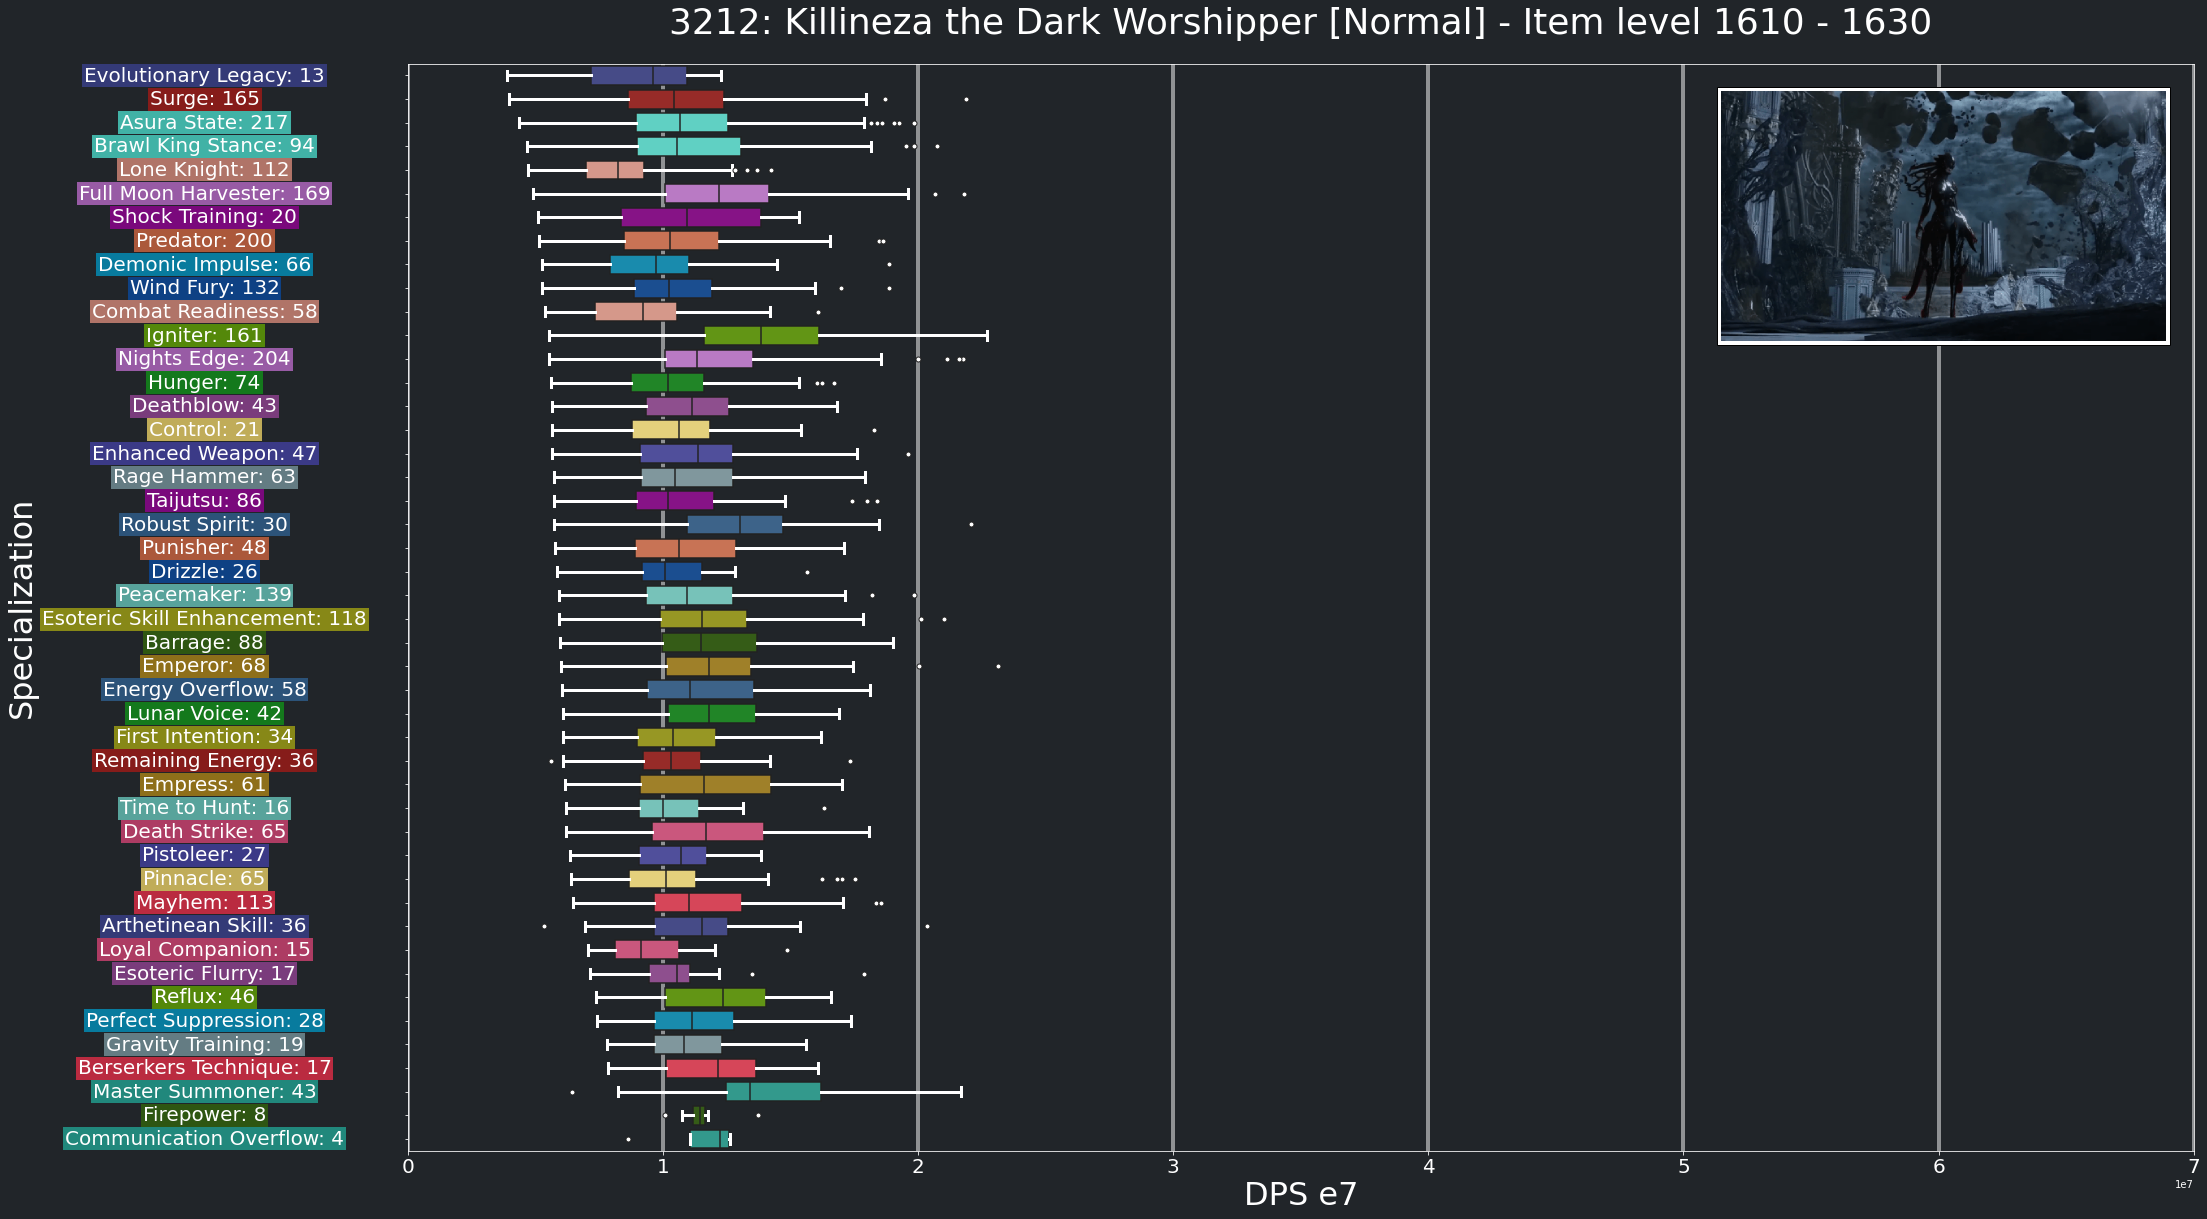 3212: Killineza the Dark Worshipper [Normal] - Item level 1610 - 1630
Specialization
Evolutionary Legacy: 13
Surge: 165
Asura State: 217
Brawl King Stance: 94
Lone Knight: 112
Full Moon Harvester: 169
Shock Training: 20
Predator: 200
Demonic Impulse: 66
Wind Fury: 132
Combat Readiness: 58
Igniter: 161
Nights Edge: 204
Hunger: 74
Deathblow: 43
Control: 21
Enhanced Weapon: 47
Rage Hammer: 63
Taijutsu: 86
Robust Spirit: 30
Punisher: 48
Drizzle: 26
Peacemaker: 139
Esoteric Skill Enhancement: 118
Barrage: 88
Emperor: 68
Energy Overflow: 58
Lunar Voice: 42
First Intention: 34
Remaining Energy: 36
Empress: 61
Time to Hunt: 16
Death Strike: 65
Pistoleer: 27
Pinnacle: 65
Mayhem: 113
Arthetinean Skill: 36
Loyal Companion: 15
Esoteric Flurry: 17
Reflux: 46
Perfect Suppression: 28
Gravity Training: 19
Berserkers Technique: 17
Master Summoner: 43
Firepower: 8
Communication Overflow: 4
0 1 2 3 4 5 6 7
DPS e7
1e7